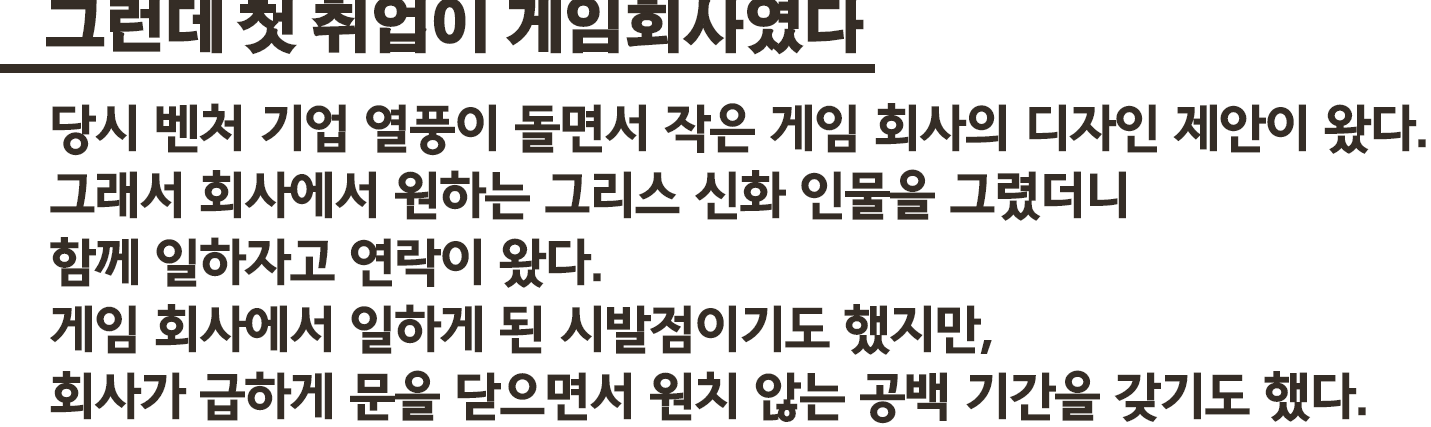 그런데 첫 취업이 게임회사였다
당시 벤처 기업 열풍이 돌면서 작은 게임 회사의 디자인 제안이 왔다.
그래서 회사에서 원하는 그리스 신화 인물을 그렸더니
함께 일하자고 연락이 왔다.
게임 회사에서 일하게 된 시발점이기도 했지만,
회사가 급하게 문을 닫으면서 원치 않는 공백 기간을 갖기도 했다.